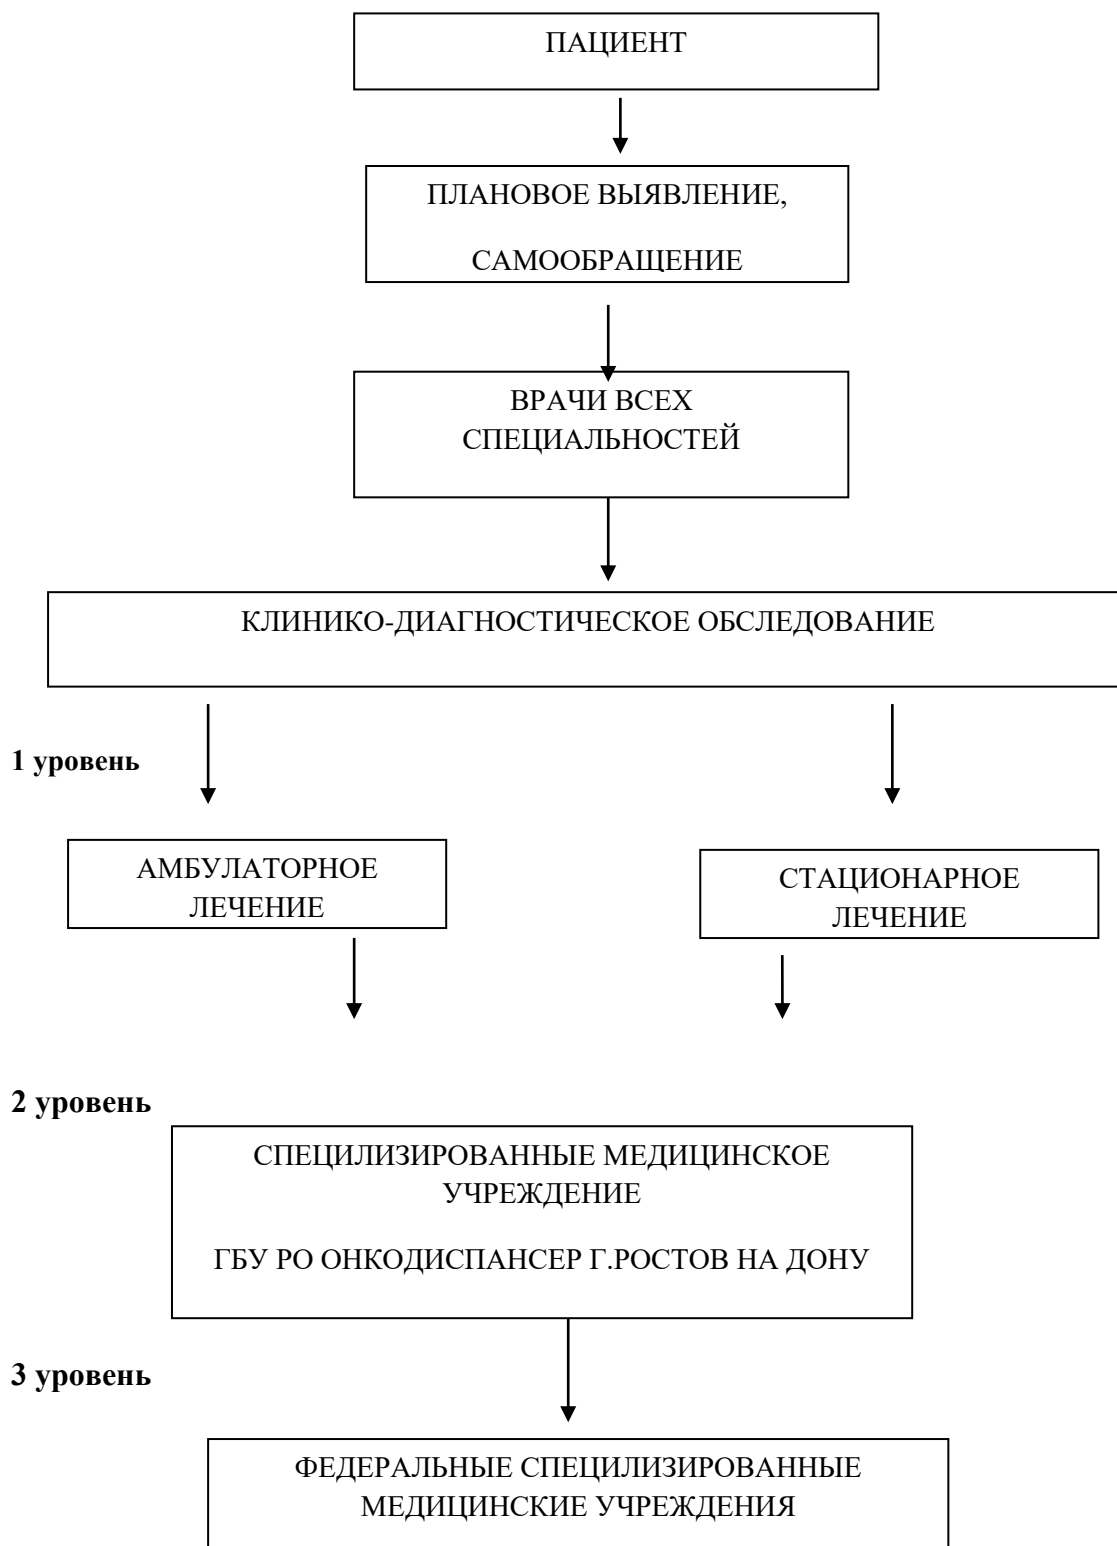 ПАЦИЕНТ
ПЛАНОВОЕ ВЫЯВЛЕНИЕ,
САМООБРАЩЕНИЕ
ВРАЧИ ВСЕХ
СПЕЦИАЛЬНОСТЕЙ
КЛИНИКО-ДИАГНОСТИЧЕСКОЕ ОБСЛЕДОВАНИЕ
1 уровень
АМБУЛАТОРНОЕ
ЛЕЧЕНИЕ
СТАЦИОНАРНОЕ
ЛЕЧЕНИЕ
2 уровень
СПЕЦИЛИЗИРОВАННЫЕ МЕДИЦИНСКОЕ
УЧРЕЖДЕНИЕ
ГБУ РО ОНКОДИСПАНСЕР Г.РОСТОВ НА ДОНУ
3 уровень
ФЕДЕРАЛЬНЫЕ СПЕЦИЛИЗИРОВАННЫЕ
МЕДИЦИНСКИЕ УЧРЕЖДЕНИЯ